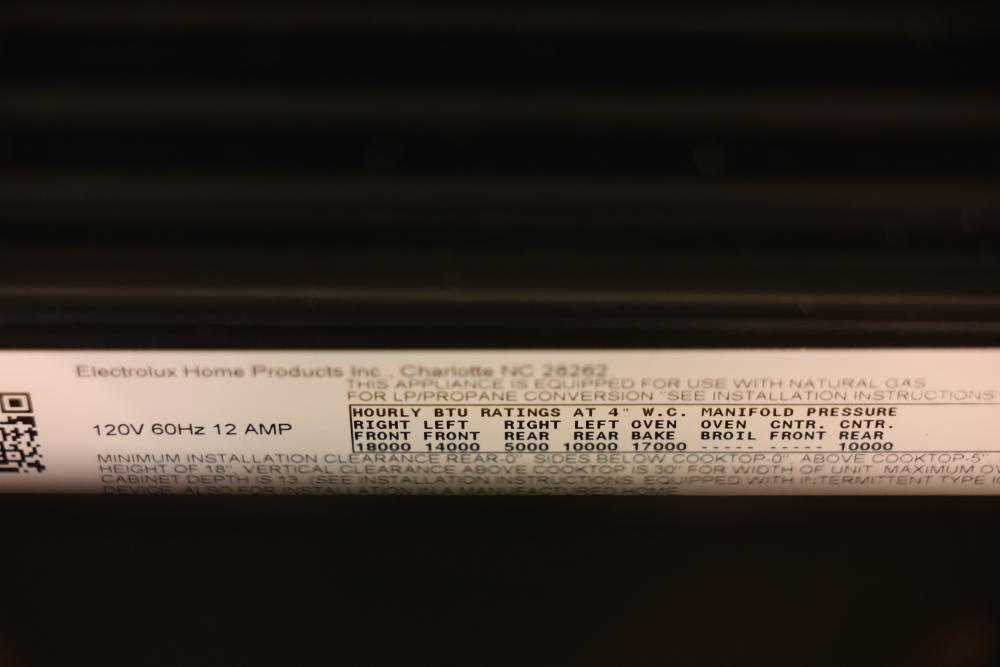 Electrolux Home Products Inc., Charlotte NC 28262
THIS APPLIANCE IS EQUIPPED FOR USE WITH NATURAL GAS
FOR LP/PROPANE CONVERSION "SEE INSTALLATION INSTRUCTIONS"
120V 60Hz 12 AMP
HOURLY BTU RATINGS AT 4" W.C. MANIFOLD PRESSURE
RIGHT LEFT RIGHT LEFT OVEN OVEN CNTR. CNTR.
FRONT FRONT REAR REAR BAKE BROIL FRONT REAR
18000 14000 5000 10000 17000 ----- ----- 10000
MINIMUM INSTALLATION CLEARANCE REAR-0" SIDES BELOW COOKTOP-0" ABOVE COOKTOP-5"
HEIGHT OF 18", VERTICAL CLEARANCE ABOVE COOKTOP IS 30" FOR WIDTH OF UNIT. MAXIMUM
CABINET DEPTH IS 13. (SEE INSTALLATION INSTRUCTIONS. EQUIPPED WITH INTERMITTENT TYPE
DEVICE. ALSO FOR INSTALLATION IN A MANUFACTURED HOME